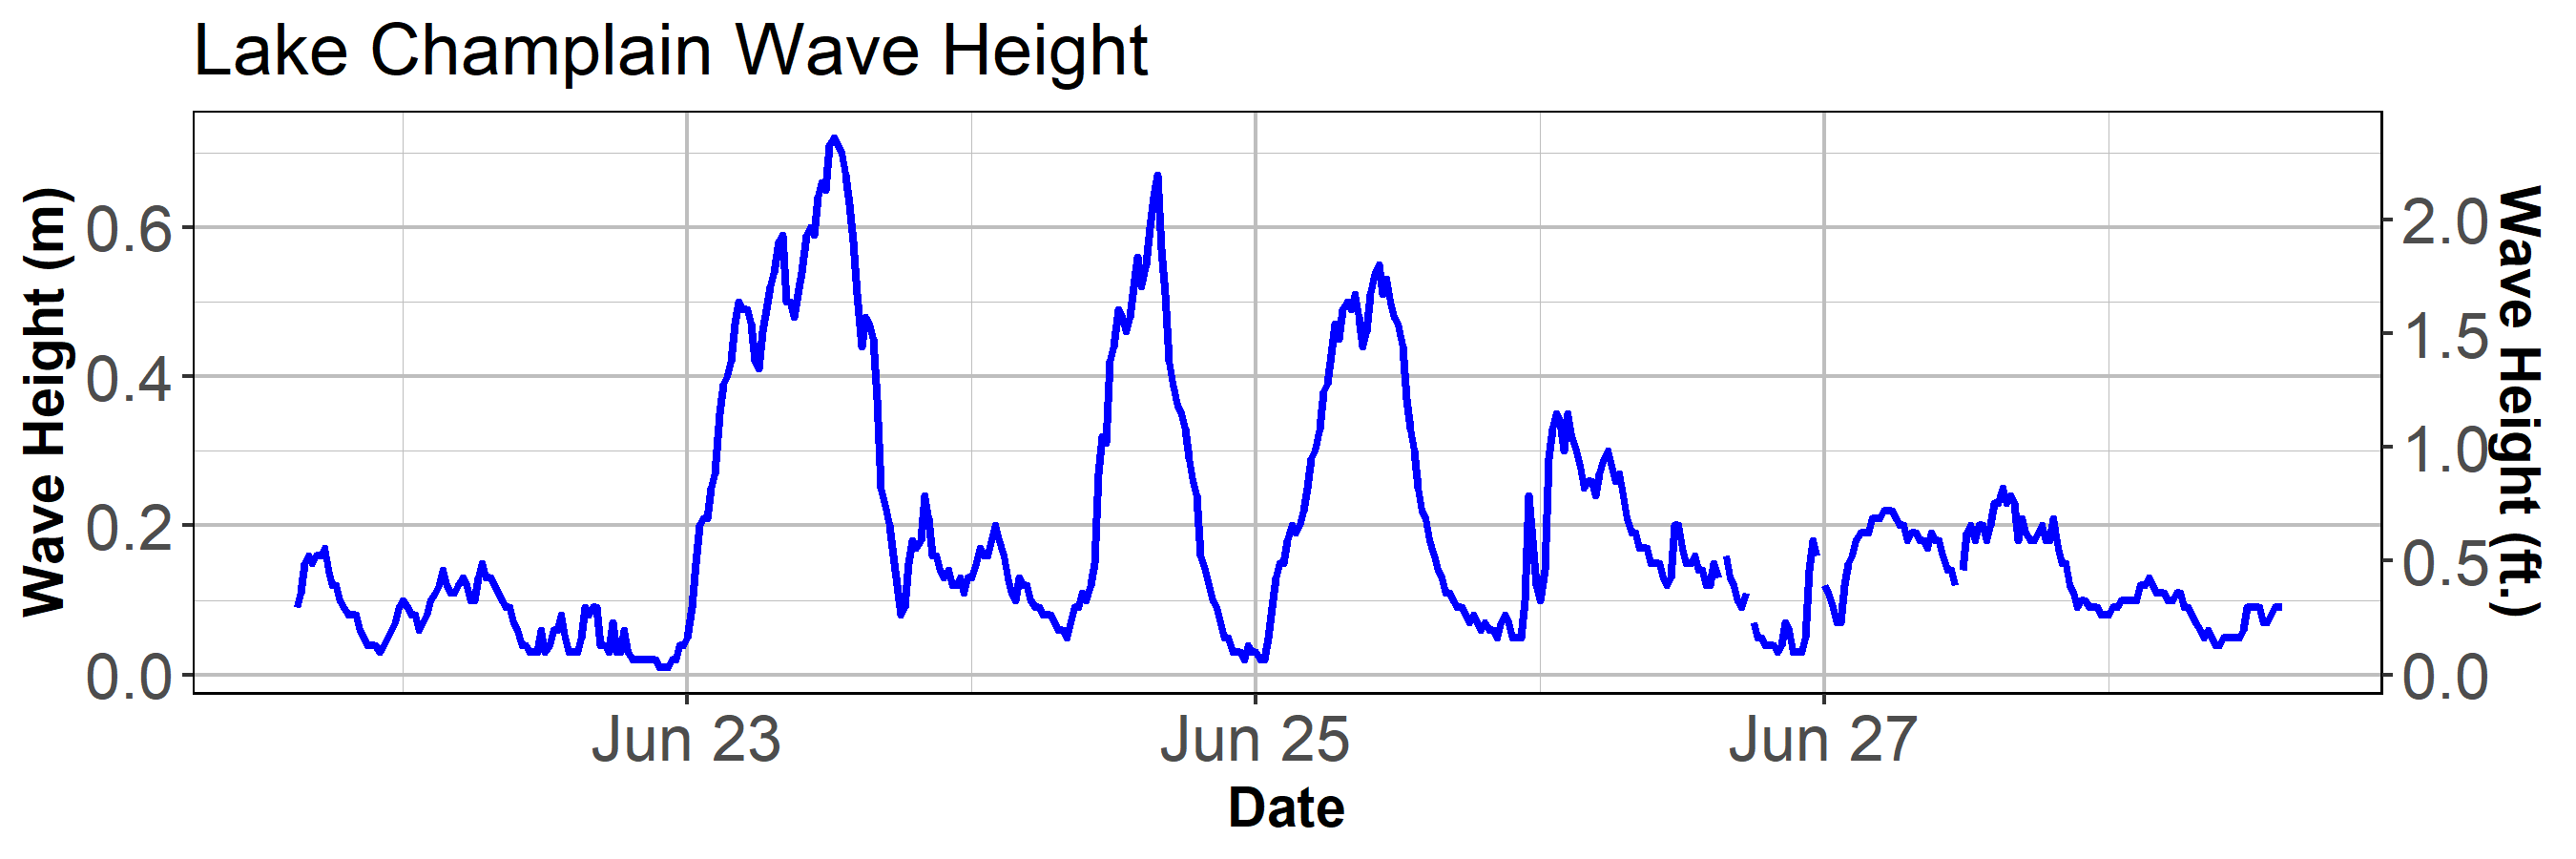 Lake Champlain Wave Height
Wave Height (m)
0.6
0.4
0.2
0.0
2.0
1.5
1.0
0.5
0.0
Wave Height (ft.)
Jun 23
Jun 25
Jun 27
Date